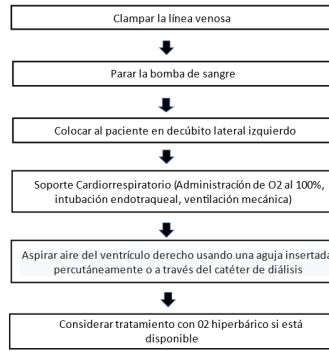 Clampar la línea venosa
Parar la bomba de sangre
Colocar al paciente en decúbito lateral izquierdo
Soporte Cardiorrespiratorio (Administración de O2 al 100%,
intubación endotraqueal, ventilación mecánica)
Aspirar aire del ventrículo derecho usando una aguja insertada
percutáneamente o a través del catéter de diálisis
Considerar tratamiento con 02 hiperbárico si está
disponible